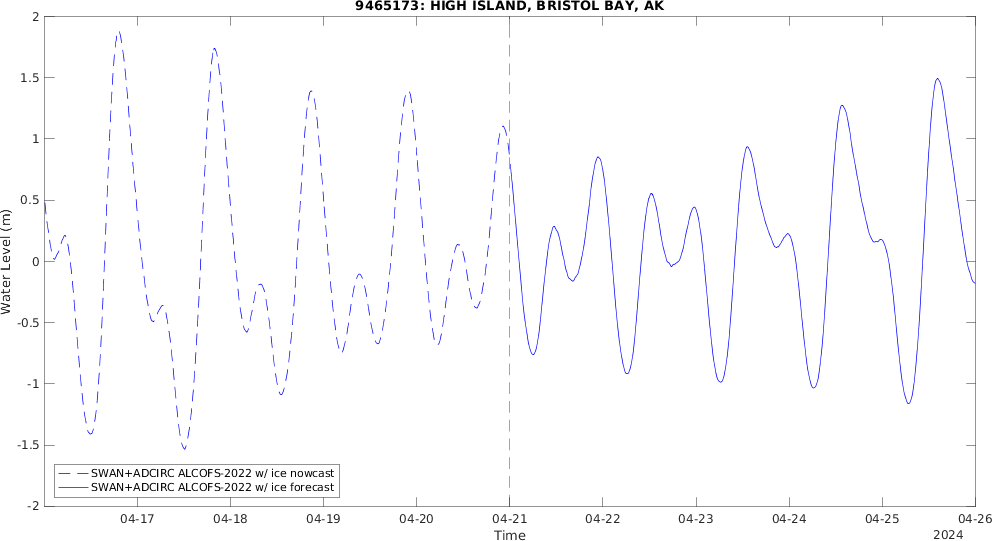 9465173: HIGH ISLAND, BRISTOL BAY, AK
Water Level (m)
2
1.5
1
0.5
0
-0.5
-1
-1.5
-2
SWAN+ADCIRC ALCOFS-2022 w/ ice nowcast
SWAN+ADCIRC ALCOFS-2022 w/ ice forecast
04-17 04-18 04-19 04-20 04-21 04-22 04-23 04-24 04-25 04-26
Time
2024